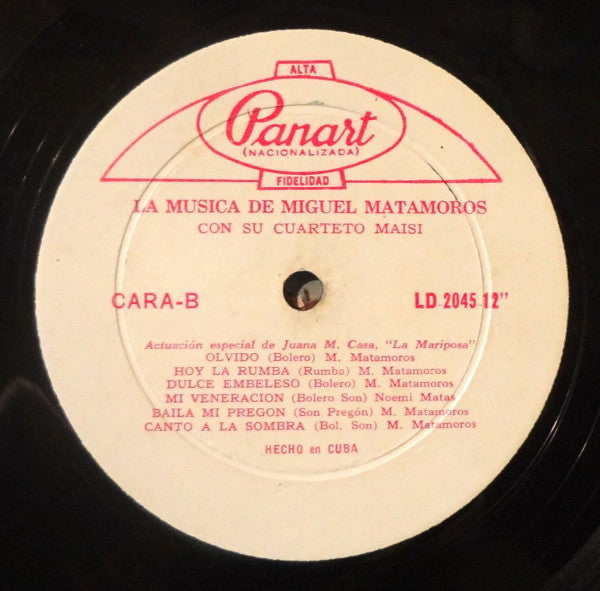 ALTA
Panart
(NACIONALIZADA)
FIDELIDAD
LA MUSICA DE MIGUEL MATAMOROS
CON SU CUARTETO MAISI
CARA-B
LD 2045 12”
Actuación especial de Juana M. Casa, “La Mariposa”
OLVIDO (Bolero) M. Matamoros
HOY LA RUMBA (Rumba) M. Matamoros
DULCE EMBELESO (Bolero) M. Matamoros
MI VENERACION (Bolero Son) Noemí Matas
BAILA MI PREGON (Son Pregón) M. Matamoros
CANTO A LA SOMBRA (Bol. Son) M. Matamoros
HECHO en CUBA